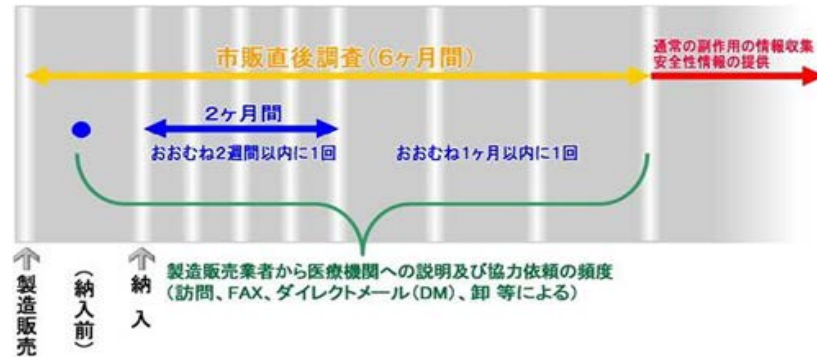 市販直後調査(6ヶ月間)
通常の副作用の情報収集
安全性情報の提供
2ヶ月間
おおむね2週間以内に1回
おおむね1ヶ月以内に1回
製造販売
(納入前)
納入
製造販売業者から医療機関への説明及び協力依頼の頻度
(訪問、FAX、ダイレクトメール(DM)、卸 等による)